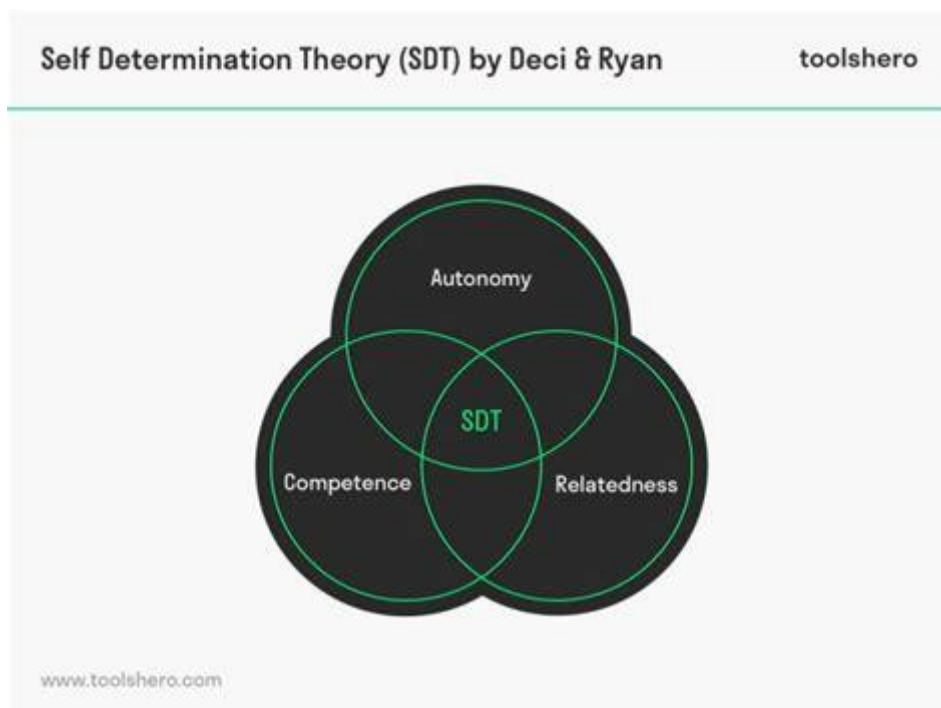 Self Determination Theory (SDT) by Deci & Ryan
toolshero
Autonomy
SDT
Competence
Relatedness
www.toolshero.com